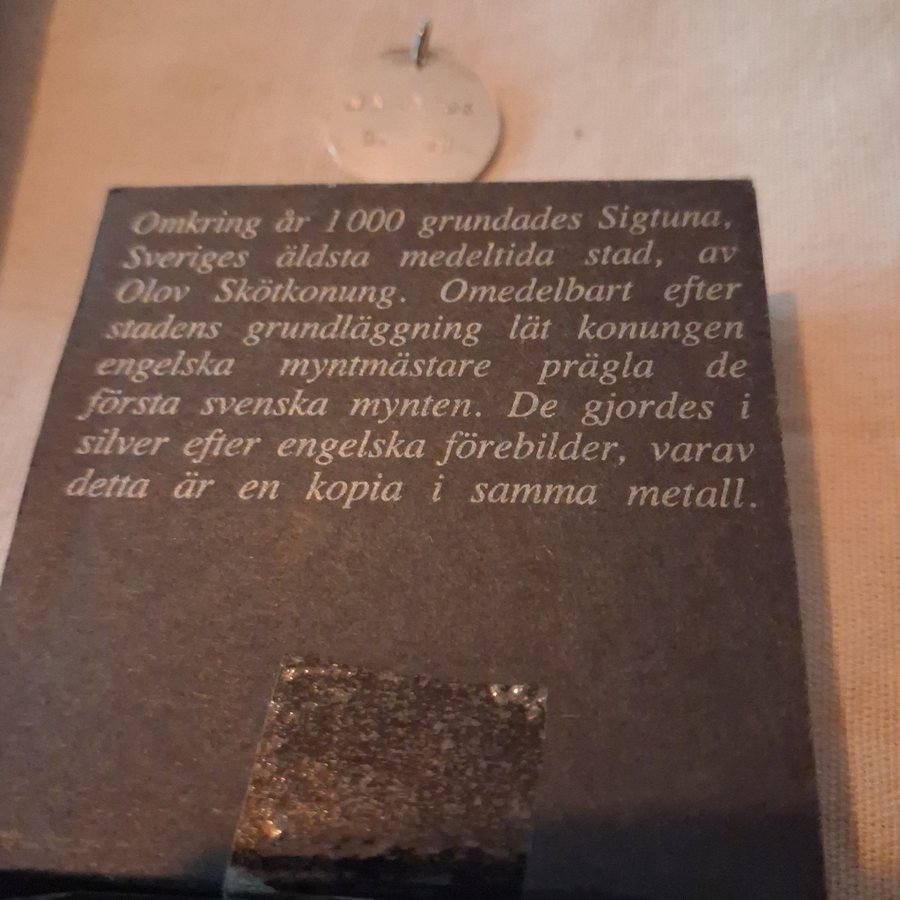 Omkring år 1000 grundades Sigtuna,
Sveriges äldsta medeltida stad, av
Olov Skötkonung. Omedelbart efter
stadens grundläggning lät konungen
engelska myntmästare prägla de
första svenska mynten. De gjordes i
silver efter engelska förebilder, varav
detta är en kopia i samma metall.